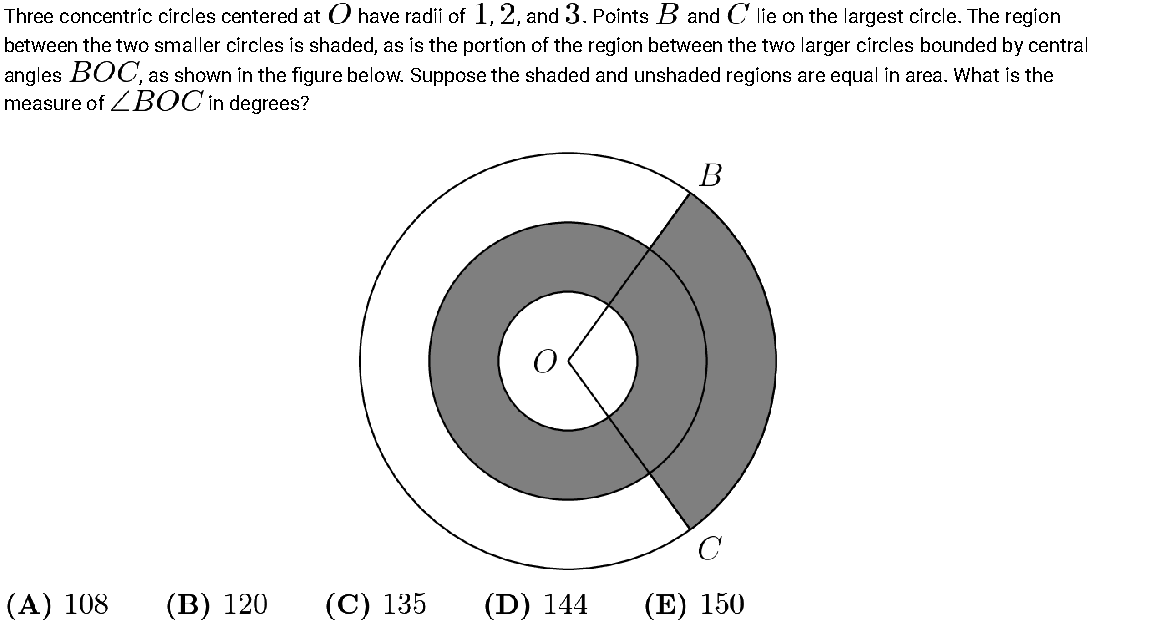 Three concentric circles centered at O have radii of 1, 2, and 3. Points B and C lie on the largest circle. The region
between the two smaller circles is shaded, as is the portion of the region between the two larger circles bounded by central
angles BOC, as shown in the figure below. Suppose the shaded and unshaded regions are equal in area. What is the
measure of ∠BOC in degrees?
B
O
C
(A) 108 (B) 120 (C) 135 (D) 144 (E) 150